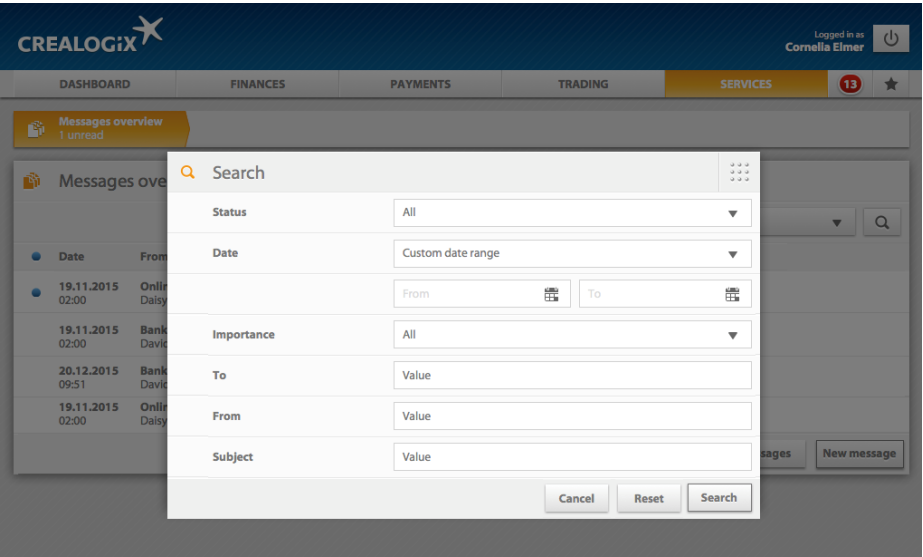 CREALOGIX
Logged in as
Cornelia Elmer
DASHBOARD
FINANCES
PAYMENTS
TRADING
SERVICES
13
Messages overview
1 unread
Messages ove
Date
From
19.11.2015
02:00
Onlin
Daisy
19.11.2015
02:00
Bank
David
20.12.2015
09:51
Bank
David
19.11.2015
02:00
Onlin
Daisy
sages
New message
Search
Status
All
Date
Custom date range
From
To
Importance
All
To
Value
From
Value
Subject
Value
Cancel
Reset
Search